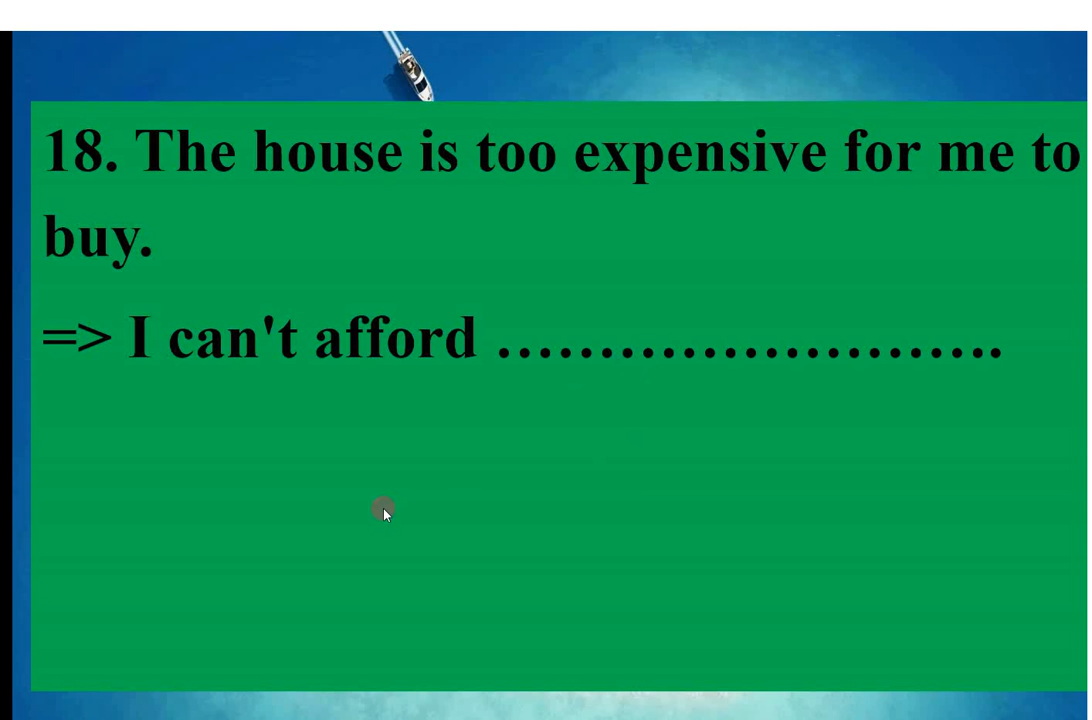 18. The house is too expensive for me to
buy.
=> I can't afford ……………………….